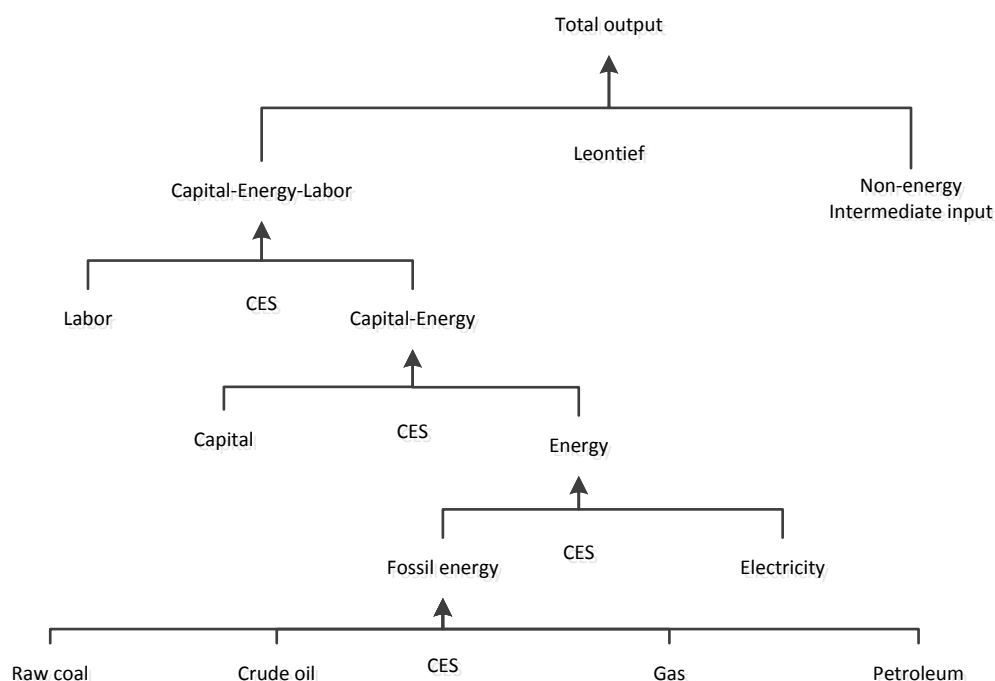 Total output
Leontief
Capital-Energy-Labor
Non-energy
Intermediate input
Labor
CES
Capital-Energy
Capital
CES
Energy
Fossil energy
CES
Electricity
Raw coal
Crude oil
CES
Gas
Petroleum